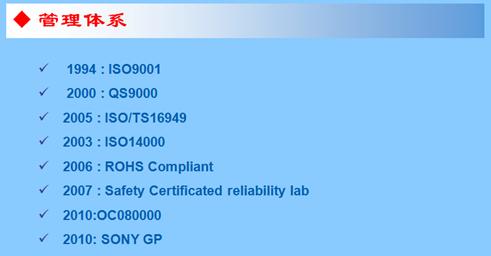 管理体系
1994 : ISO9001
2000 : QS9000
2005 : ISO/TS16949
2003 : ISO14000
2006 : ROHS Compliant
2007 : Safety Certificated reliability lab
2010:OC080000
2010: SONY GP